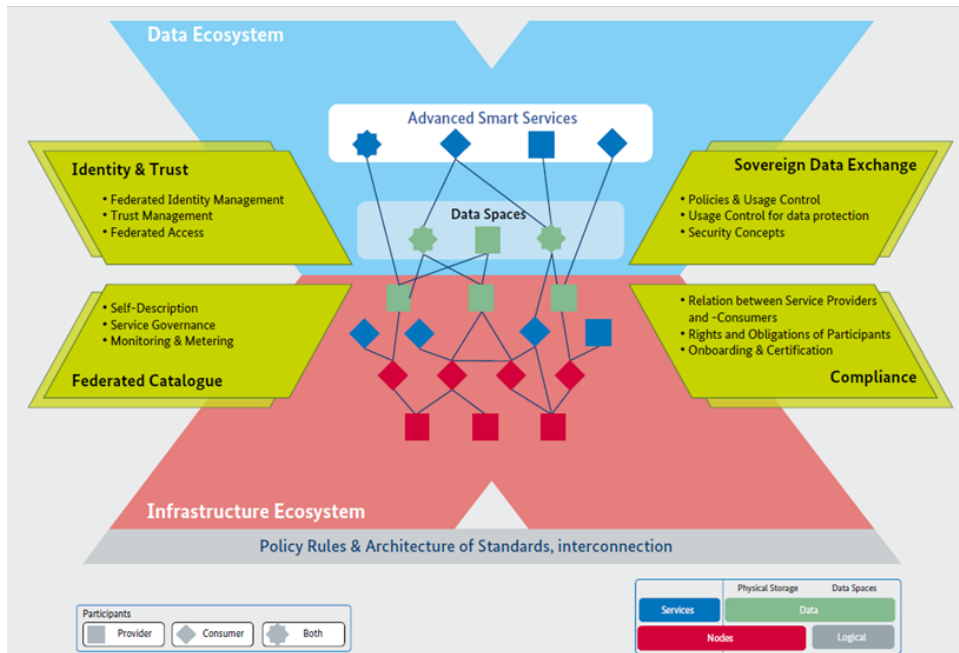 Data Ecosystem
Advanced Smart Services
Identity & Trust
• Federated Identity Management
• Trust Management
• Federated Access
Sovereign Data Exchange
• Policies & Usage Control
• Usage Control for data protection
• Security Concepts
Data Spaces
• Self-Description
• Service Governance
• Monitoring & Metering
Federated Catalogue
• Relation between Service Providers
and -Consumers
• Rights and Obligations of Participants
• Onboarding & Certification
Compliance
Infrastructure Ecosystem
Policy Rules & Architecture of Standards, interconnection
Participants
Provider
Consumer
Both
Physical Storage
Data Spaces
Services
Data
Nodes
Logical